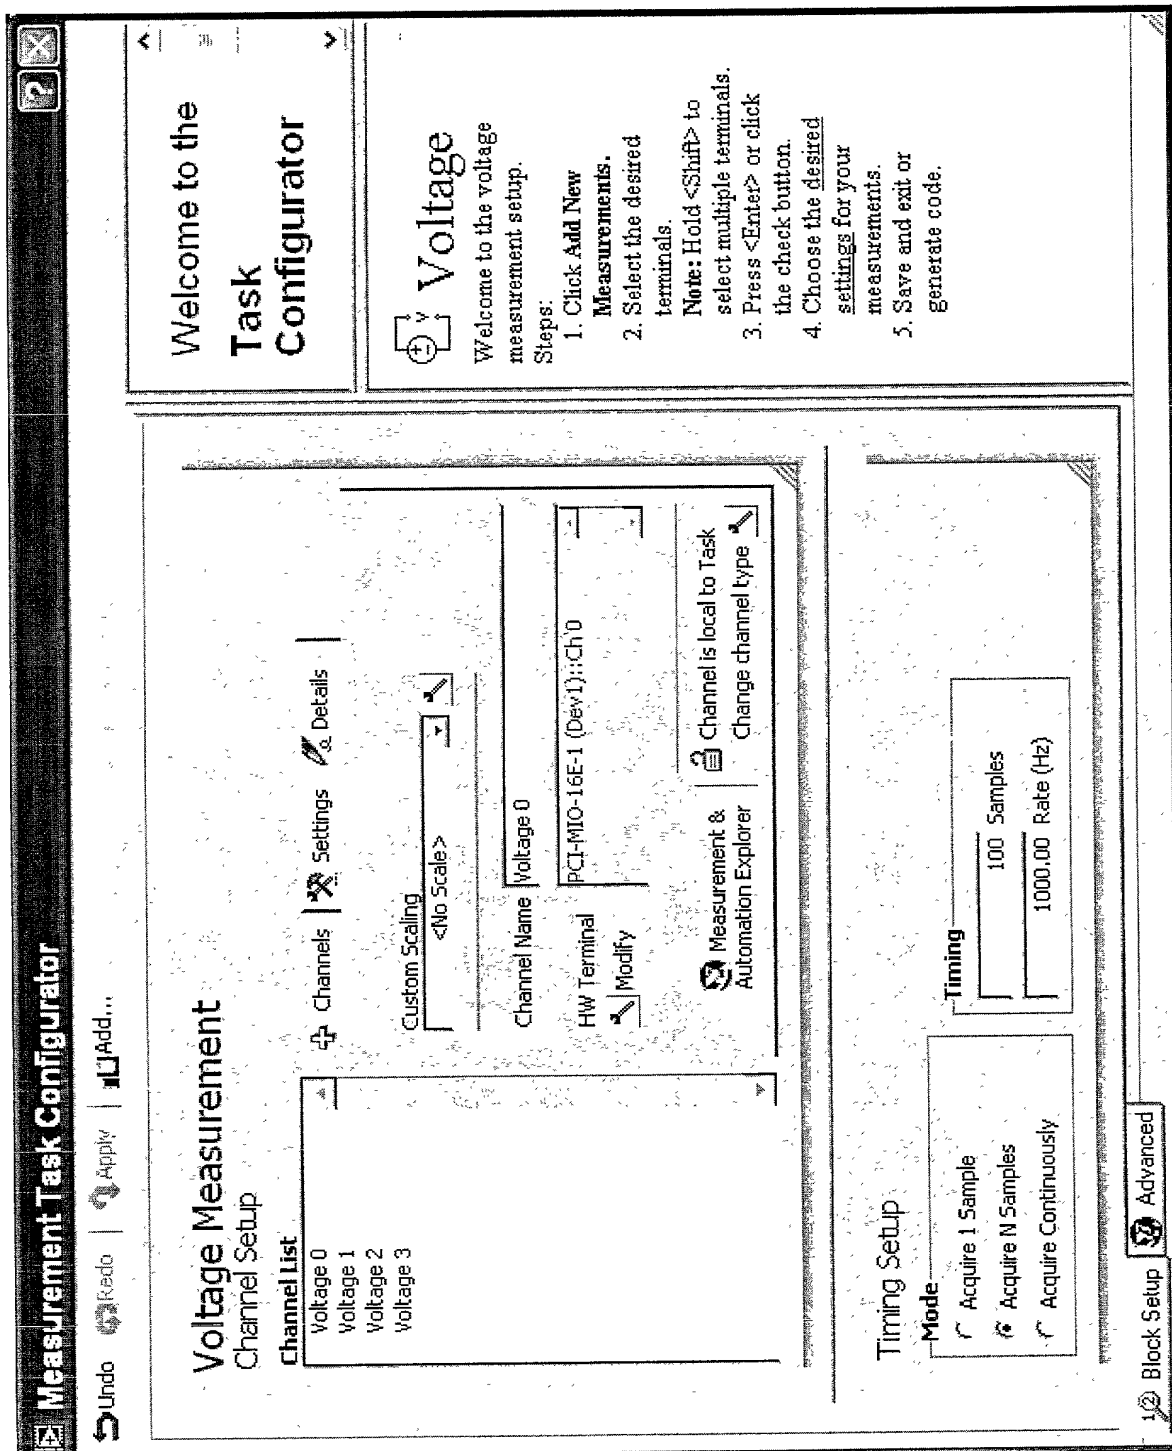 Measurement Task Configurator
Undo Redo Apply Add...
Voltage Measurement
Channel Setup
Channel List
Voltage 0
Voltage 1
Voltage 2
Voltage 3
Channels Settings Details
Custom Scaling
<No Scale>
Channel Name Voltage 0
HW Terminal PCI-MIO-16E-1 (Dev1)::Ch 0
Modify
Measurement &
Automation Explorer
Channel is local to Task
Change channel type
Timing Setup
Mode
Acquire 1 Sample
Acquire N Samples
Acquire Continuously
Timing
100 Samples
1000.00 Rate (Hz)
Block Setup Advanced
Welcome to the
Task
Configurator
Voltage
Welcome to the voltage
measurement setup.
Steps:
1. Click Add New
Measurements.
2. Select the desired
terminals.
Note: Hold <Shift> to
select multiple terminals.
3. Press <Enter> or click
the check button.
4. Choose the desired
settings for your
measurements.
5. Save and exit or
generate code.